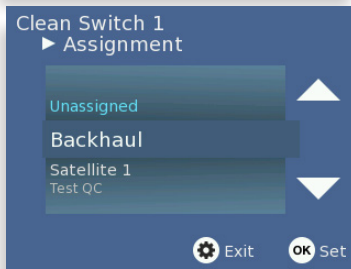 Clean Switch 1
▶ Assignment
Unassigned
Backhaul
Satellite 1
Test QC
Exit
OK Set